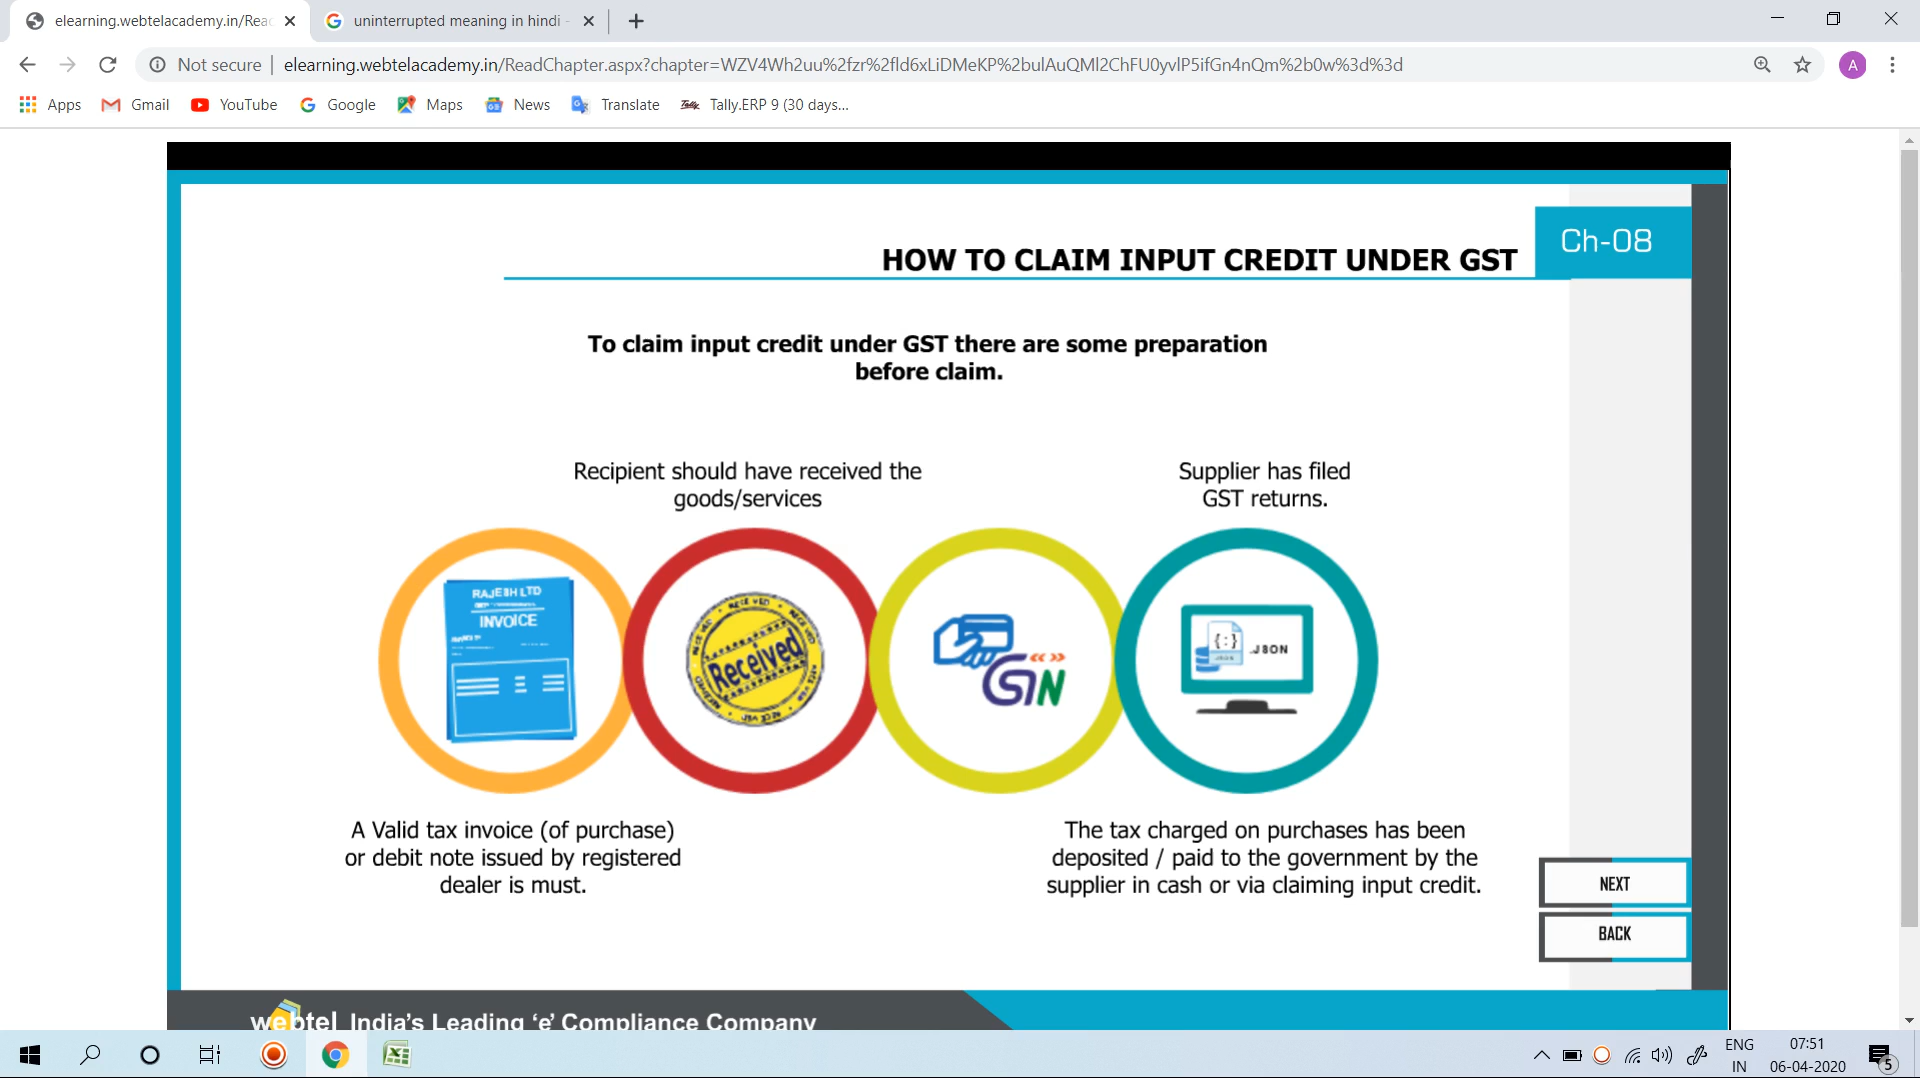 elearning.webtelacademy.in/Rea
uninterrupted meaning in hindi -
Not secure
elearning.webtelacademy.in/ReadChapter.aspx?chapter=WZV4Wh2uu%2fzr%2fld6xLiDMeKP%2bulAuQMl2ChFU0yvlP5ifGn4nQm%2b0w%3d%3d
A
Apps
Gmail
YouTube
Google
Maps
News
Translate
Tally.ERP 9 (30 days...
Ch-08
HOW TO CLAIM INPUT CREDIT UNDER GST
To claim input credit under GST there are some preparation
before claim.
Recipient should have received the
goods/services
Supplier has filed
GST returns.
RAJESH LTD
INVOICE
Received
GSTN
{:}
.JSON
A Valid tax invoice (of purchase)
or debit note issued by registered
dealer is must.
The tax charged on purchases has been
deposited / paid to the government by the
supplier in cash or via claiming input credit.
NEXT
BACK
webtel India's Leading 'e' Compliance Company
ENG
IN
07:51
06-04-2020
5